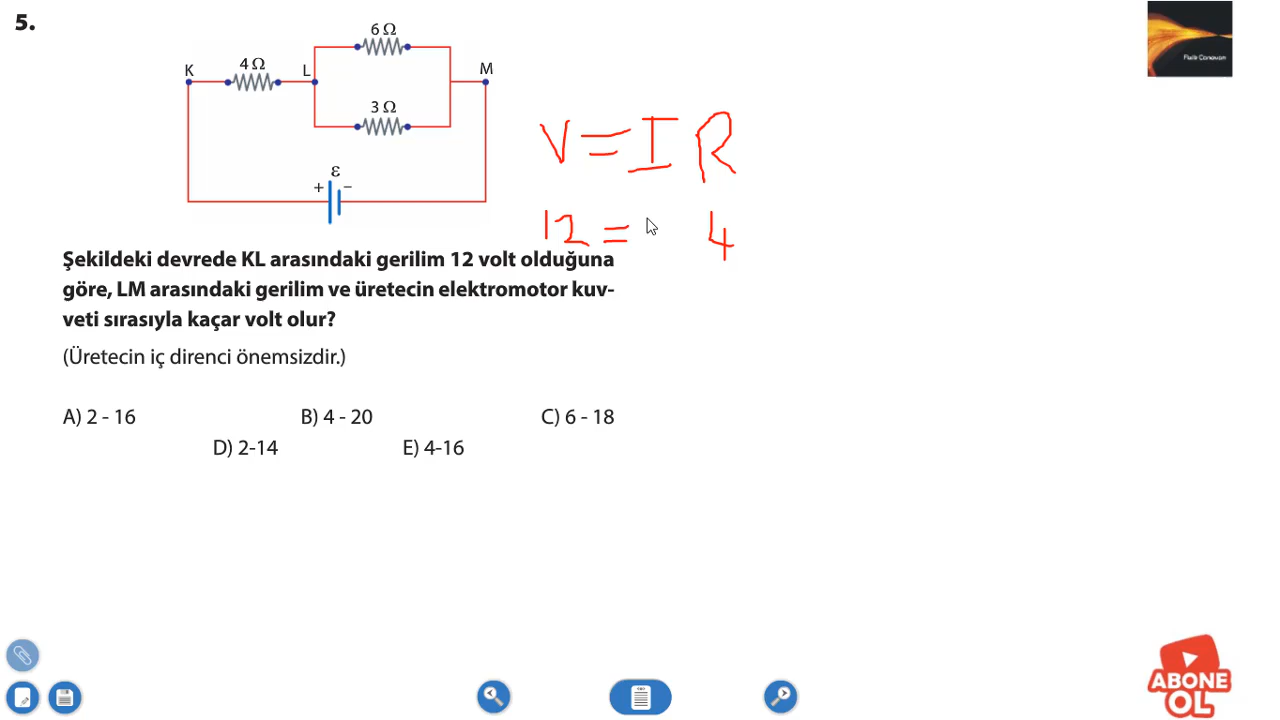 5.
6 Ω
K
4 Ω
L
M
3 Ω
ε
+
−
V = I R
12 = 4
Şekildeki devrede KL arasındaki gerilim 12 volt olduğuna
göre, LM arasındaki gerilim ve üretecin elektromotor kuv-
veti sırasıyla kaçar volt olur?
(Üretecin iç direnci önemsizdir.)
A) 2 - 16
B) 4 - 20
C) 6 - 18
D) 2-14
E) 4-16
ABONE
OL